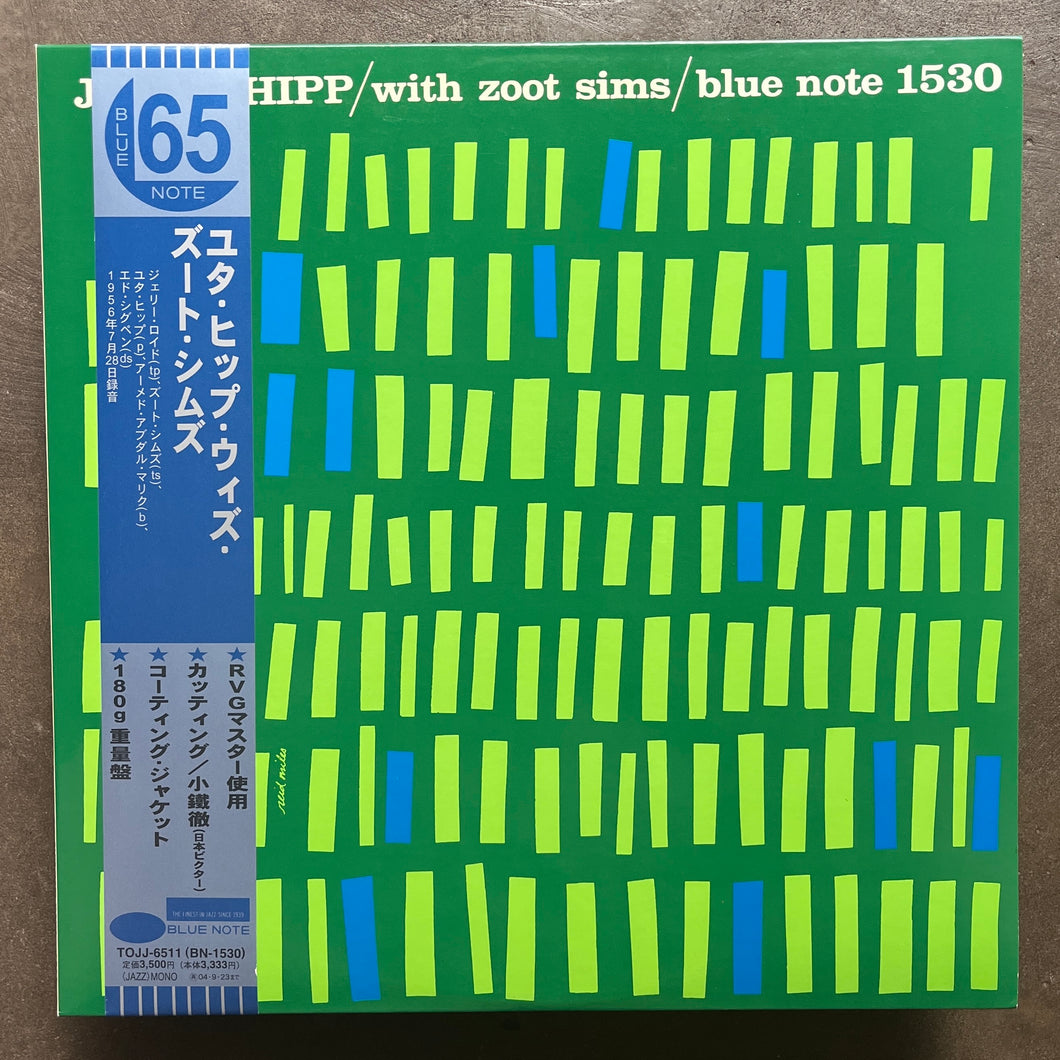 J HIPP/with zoot sims/blue note 1530
BLUE
65
NOTE
ユタ・ヒップ・ウィズ・
ズート・シムズ
ジェリー・ロイド(tp)、ズート・シムズ(ts)、
ユタ・ヒップ(p)、アーメド・アブダル・マリク(b)、
エド・シグペン(ds)
1956年7月28日録音
★RVGマスター使用
★カッティング/小鐵徹(日本ビクター)
★コーティング・ジャケット
★180g 重量盤
reid miles
THE FINEST IN JAZZ SINCE 1939
BLUE NOTE
TOJJ-6511 (BN-1530)
定価3,500円 (本体3,333円)
(JAZZ) MONO Ⓡ04・9・23まで